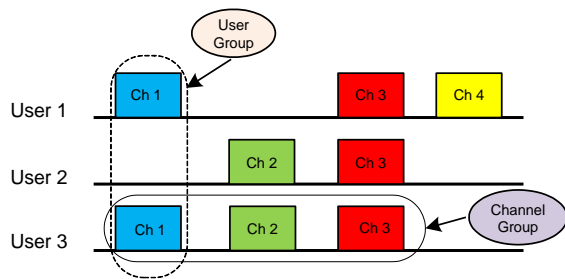 User
Group
User 1
Ch 1
Ch 3
Ch 4
User 2
Ch 2
Ch 3
User 3
Ch 1
Ch 2
Ch 3
Channel
Group